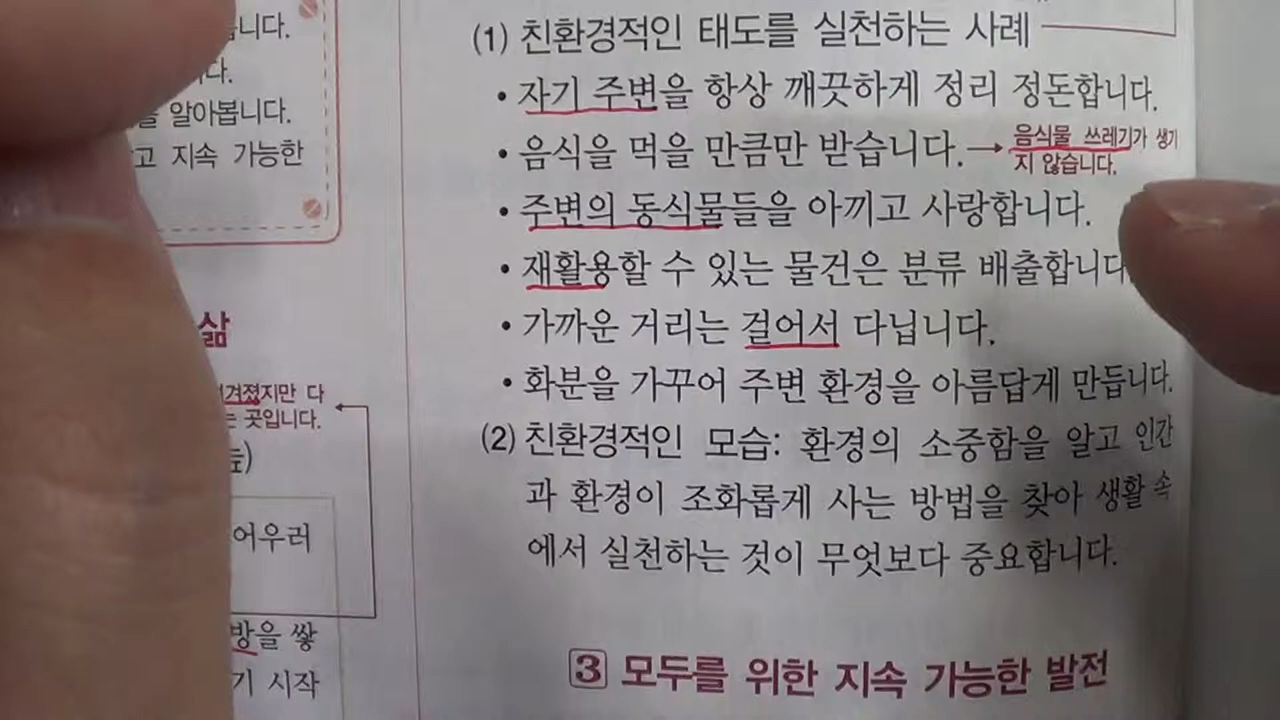 니다.
다.
알아봅니다.
고 지속 가능한
삶
겨졌지만 다
는 곳입니다.
어우러
방을 쌓
기 시작
(1) 친환경적인 태도를 실천하는 사례
• 자기 주변을 항상 깨끗하게 정리 정돈합니다.
• 음식을 먹을 만큼만 받습니다. → 음식물 쓰레기가 생기
지 않습니다.
• 주변의 동식물들을 아끼고 사랑합니다.
• 재활용할 수 있는 물건은 분류 배출합니다
• 가까운 거리는 걸어서 다닙니다.
• 화분을 가꾸어 주변 환경을 아름답게 만듭니다.
(2) 친환경적인 모습: 환경의 소중함을 알고 인간
과 환경이 조화롭게 사는 방법을 찾아 생활 속
에서 실천하는 것이 무엇보다 중요합니다.
3 모두를 위한 지속 가능한 발전